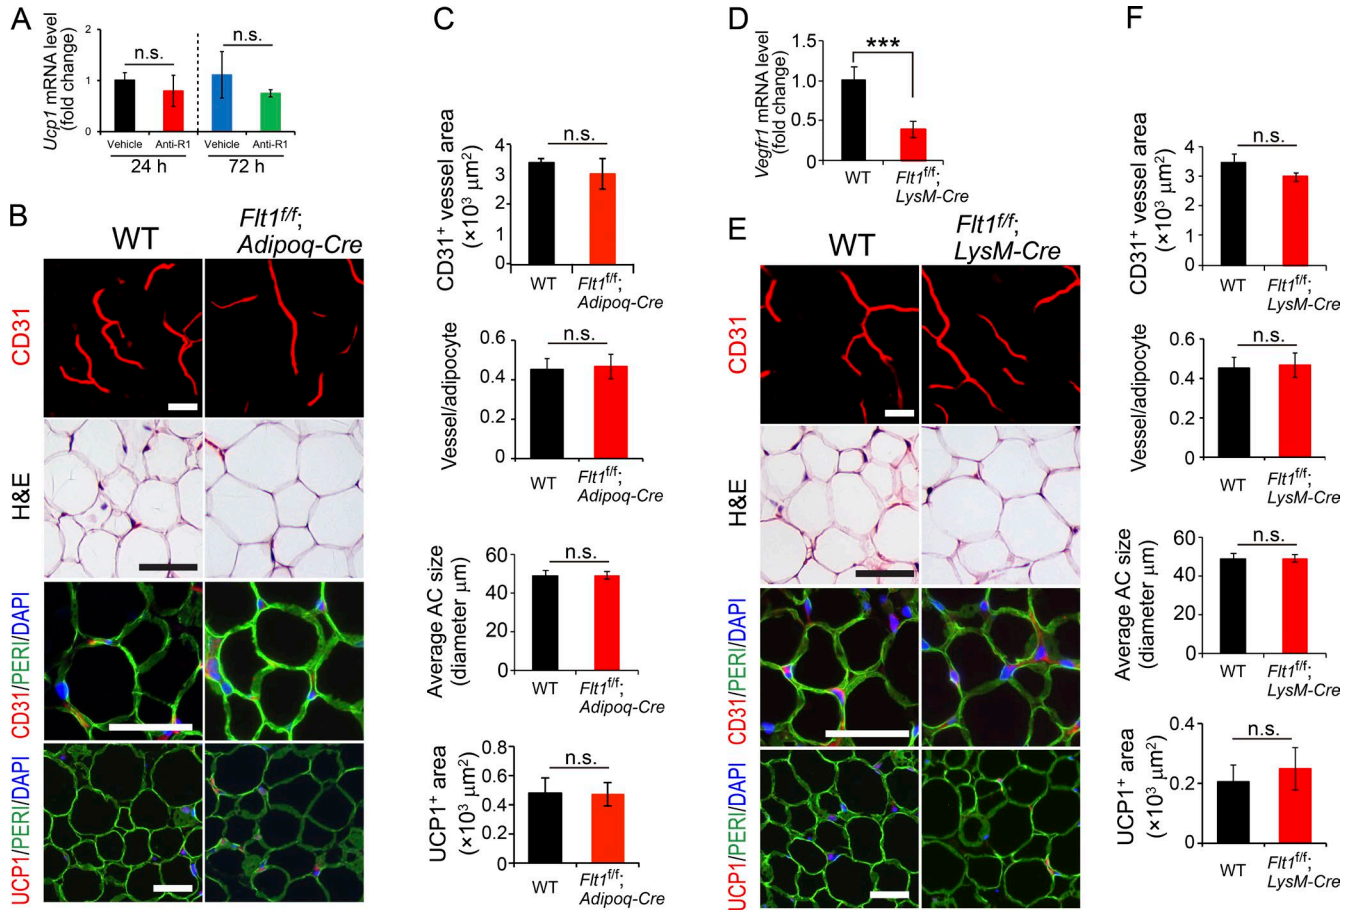 A
Ucp1 mRNA level
(fold change)
2
1
0
n.s.
n.s.
Vehicle Anti-R1 Vehicle Anti-R1
24 h 72 h
B
WT
Flt1f/f;
Adipoq-Cre
CD31
H&E
CD31/PERI/DAPI
UCP1/PERI/DAPI
C
CD31+ vessel area
(×10³ µm²)
4
3
2
1
0
n.s.
WT
Flt1f/f;
Adipoq-Cre
Vessel/adipocyte
0.6
0.4
0.2
0
n.s.
WT
Flt1f/f;
Adipoq-Cre
Average AC size
(diameter µm)
60
40
20
0
n.s.
WT
Flt1f/f;
Adipoq-Cre
UCP1+ area
(×10³ µm²)
0.8
0.6
0.4
0.2
0
n.s.
WT
Flt1f/f;
Adipoq-Cre
D
Vegfr1 mRNA level
(fold change)
1.5
1.0
0.5
0
***
WT
Flt1f/f;
LysM-Cre
E
WT
Flt1f/f;
LysM-Cre
CD31
H&E
CD31/PERI/DAPI
UCP1/PERI/DAPI
F
CD31+ vessel area
(×10³ µm²)
4
3
2
1
0
n.s.
WT
Flt1f/f;
LysM-Cre
Vessel/adipocyte
0.6
0.4
0.2
0
n.s.
WT
Flt1f/f;
LysM-Cre
Average AC size
(diameter µm)
60
40
20
0
n.s.
WT
Flt1f/f;
LysM-Cre
UCP1+ area
(×10³ µm²)
0.4
0.2
0
n.s.
WT
Flt1f/f;
LysM-Cre